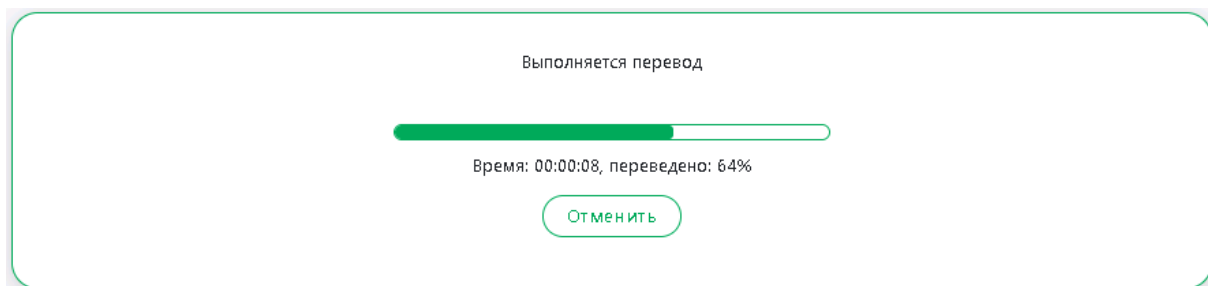 Выполняется перевод
Время: 00:00:08, переведено: 64%
Отменить